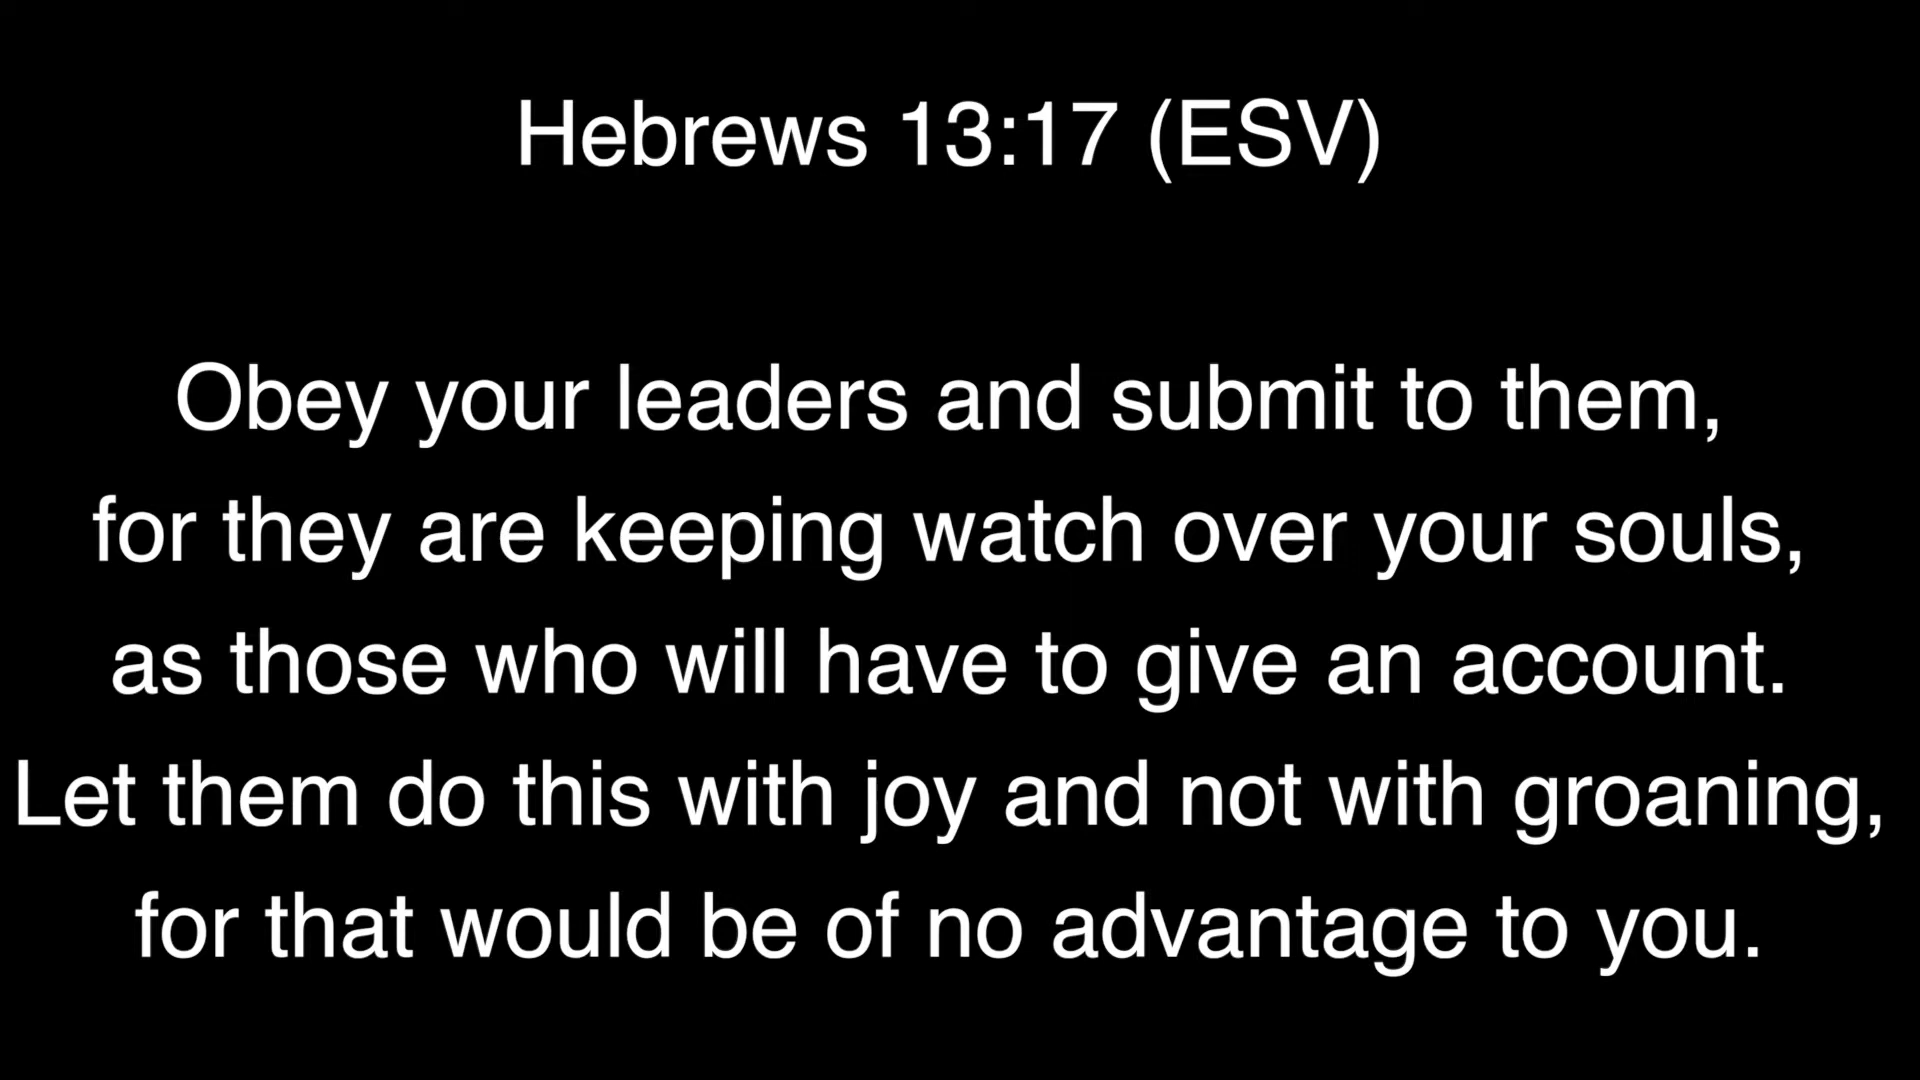 Hebrews 13:17 (ESV)
Obey your leaders and submit to them,
for they are keeping watch over your souls,
as those who will have to give an account.
Let them do this with joy and not with groaning,
for that would be of no advantage to you.